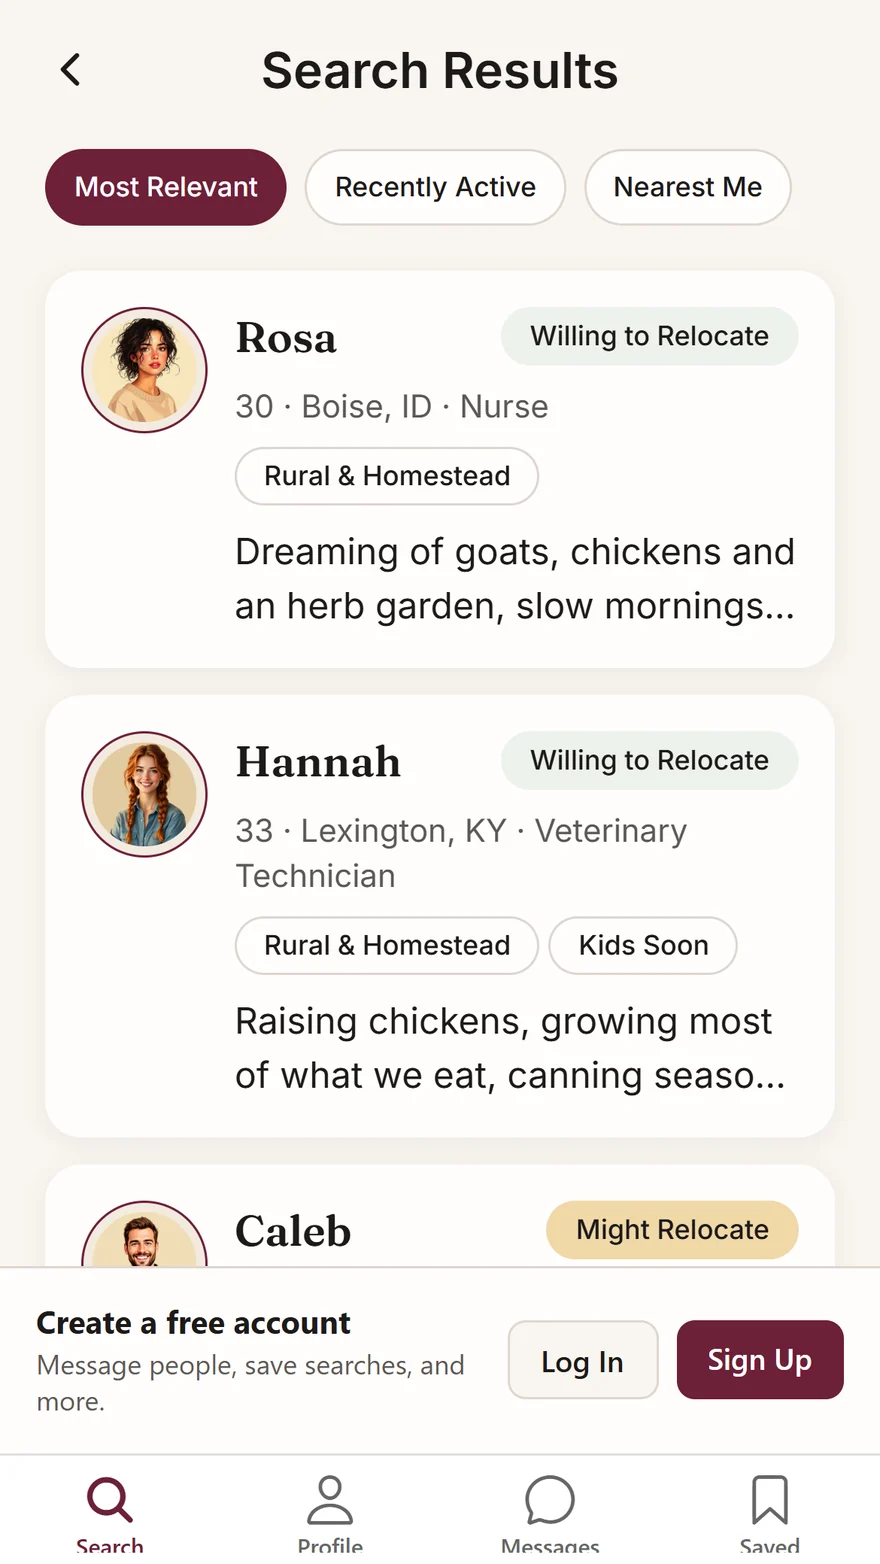 Search Results
Most Relevant
Recently Active
Nearest Me
Rosa
Willing to Relocate
30 · Boise, ID · Nurse
Rural & Homestead
Dreaming of goats, chickens and
an herb garden, slow mornings...
Hannah
Willing to Relocate
33 · Lexington, KY · Veterinary
Technician
Rural & Homestead
Kids Soon
Raising chickens, growing most
of what we eat, canning seaso...
Caleb
Might Relocate
Create a free account
Message people, save searches, and
more.
Log In
Sign Up
Search
Profile
Messages
Saved